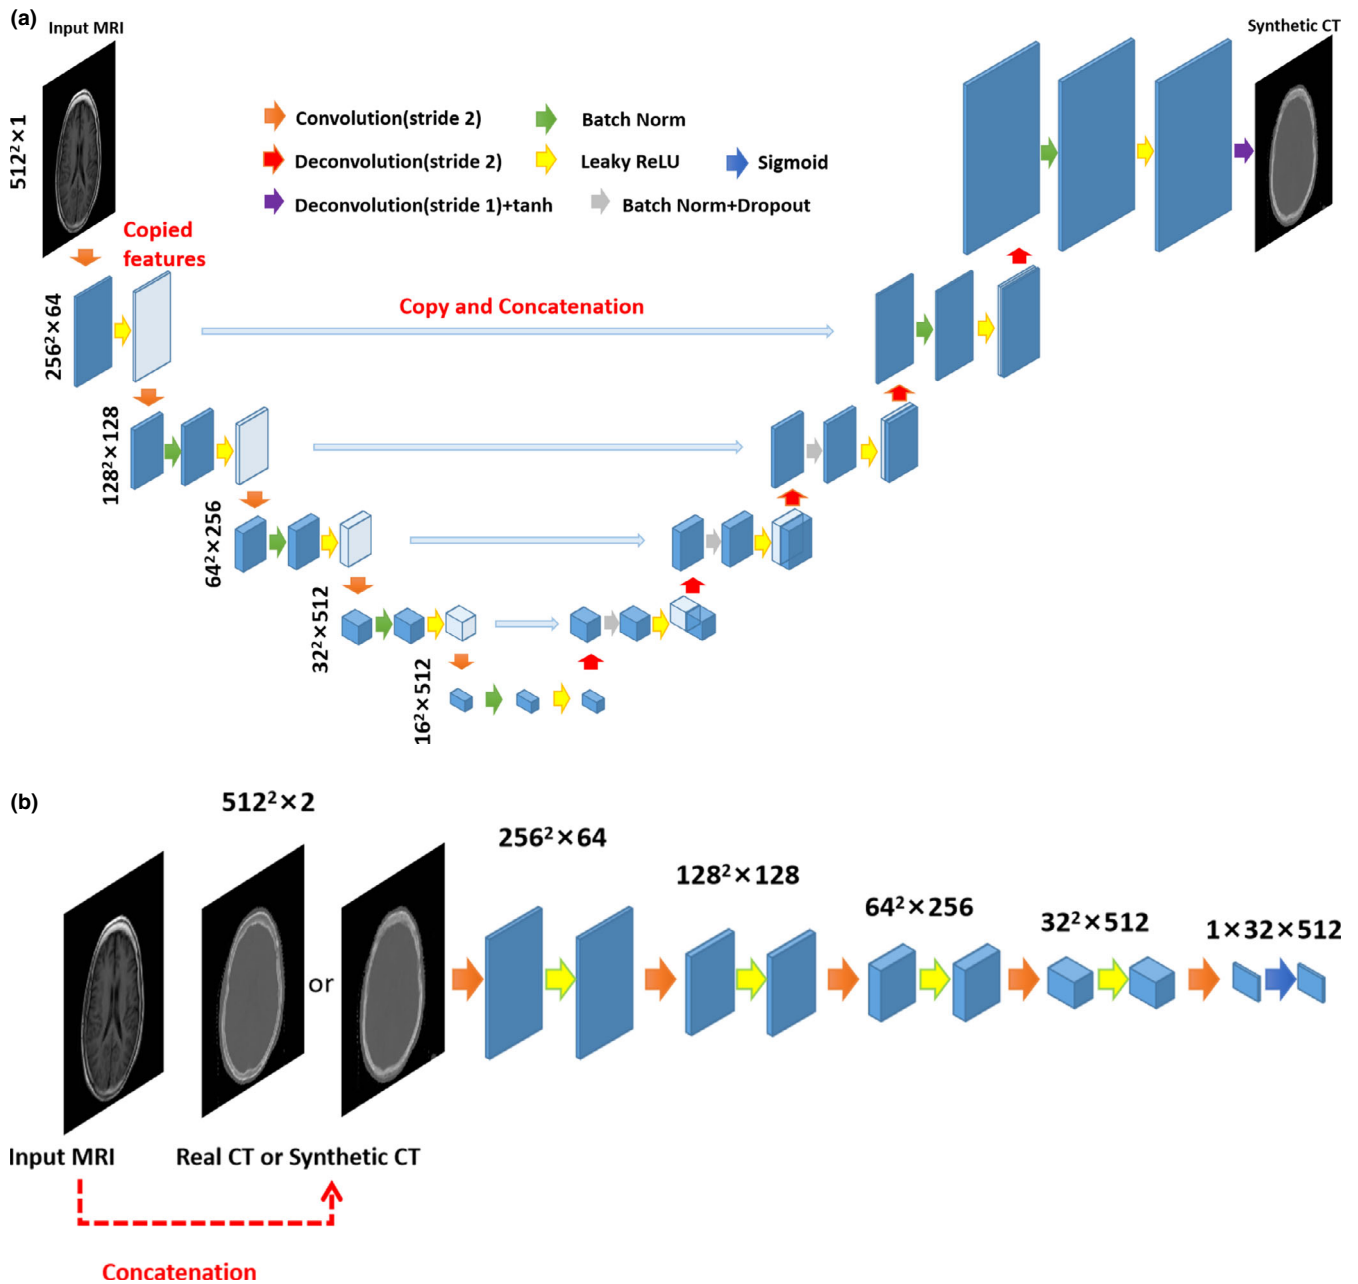 (a)
Input MRI
Synthetic CT
512²×1
Convolution(stride 2)
Batch Norm
Deconvolution(stride 2)
Leaky ReLU
Sigmoid
Deconvolution(stride 1)+tanh
Batch Norm+Dropout
Copied
features
256²×64
Copy and Concatenation
128²×128
64²×256
32²×512
16²×512
(b)
512²×2
256²×64
128²×128
64²×256
32²×512
1×32×512
or
Input MRI
Real CT or Synthetic CT
Concatenation